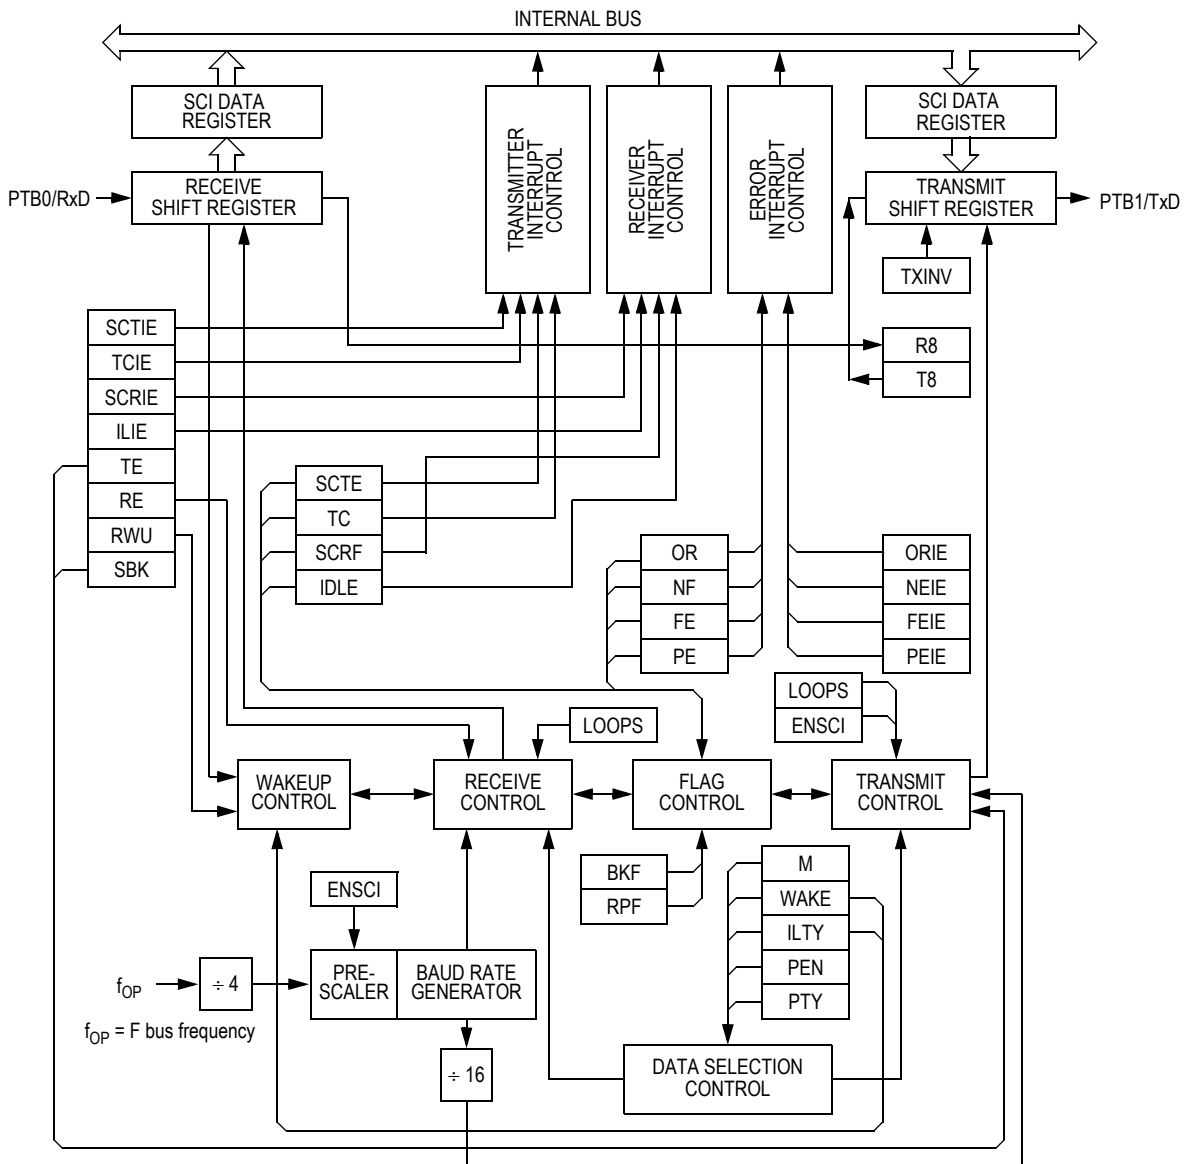 INTERNAL BUS
SCI DATA
REGISTER
SCI DATA
REGISTER
TRANSMITTER
INTERRUPT
CONTROL
RECEIVER
INTERRUPT
CONTROL
ERROR
INTERRUPT
CONTROL
PTB0/RxD
RECEIVE
SHIFT REGISTER
TRANSMIT
SHIFT REGISTER
PTB1/TxD
TXINV
SCTIE
TCIE
SCRIE
ILIE
TE
RE
RWU
SBK
R8
T8
SCTE
TC
SCRF
IDLE
OR
NF
FE
PE
ORIE
NEIE
FEIE
PEIE
LOOPS
LOOPS
ENSCI
WAKEUP
CONTROL
RECEIVE
CONTROL
FLAG
CONTROL
TRANSMIT
CONTROL
BKF
RPF
M
WAKE
ILTY
PEN
PTY
ENSCI
fOP
÷ 4
PRE-
SCALER
BAUD RATE
GENERATOR
fOP = F bus frequency
÷ 16
DATA SELECTION
CONTROL